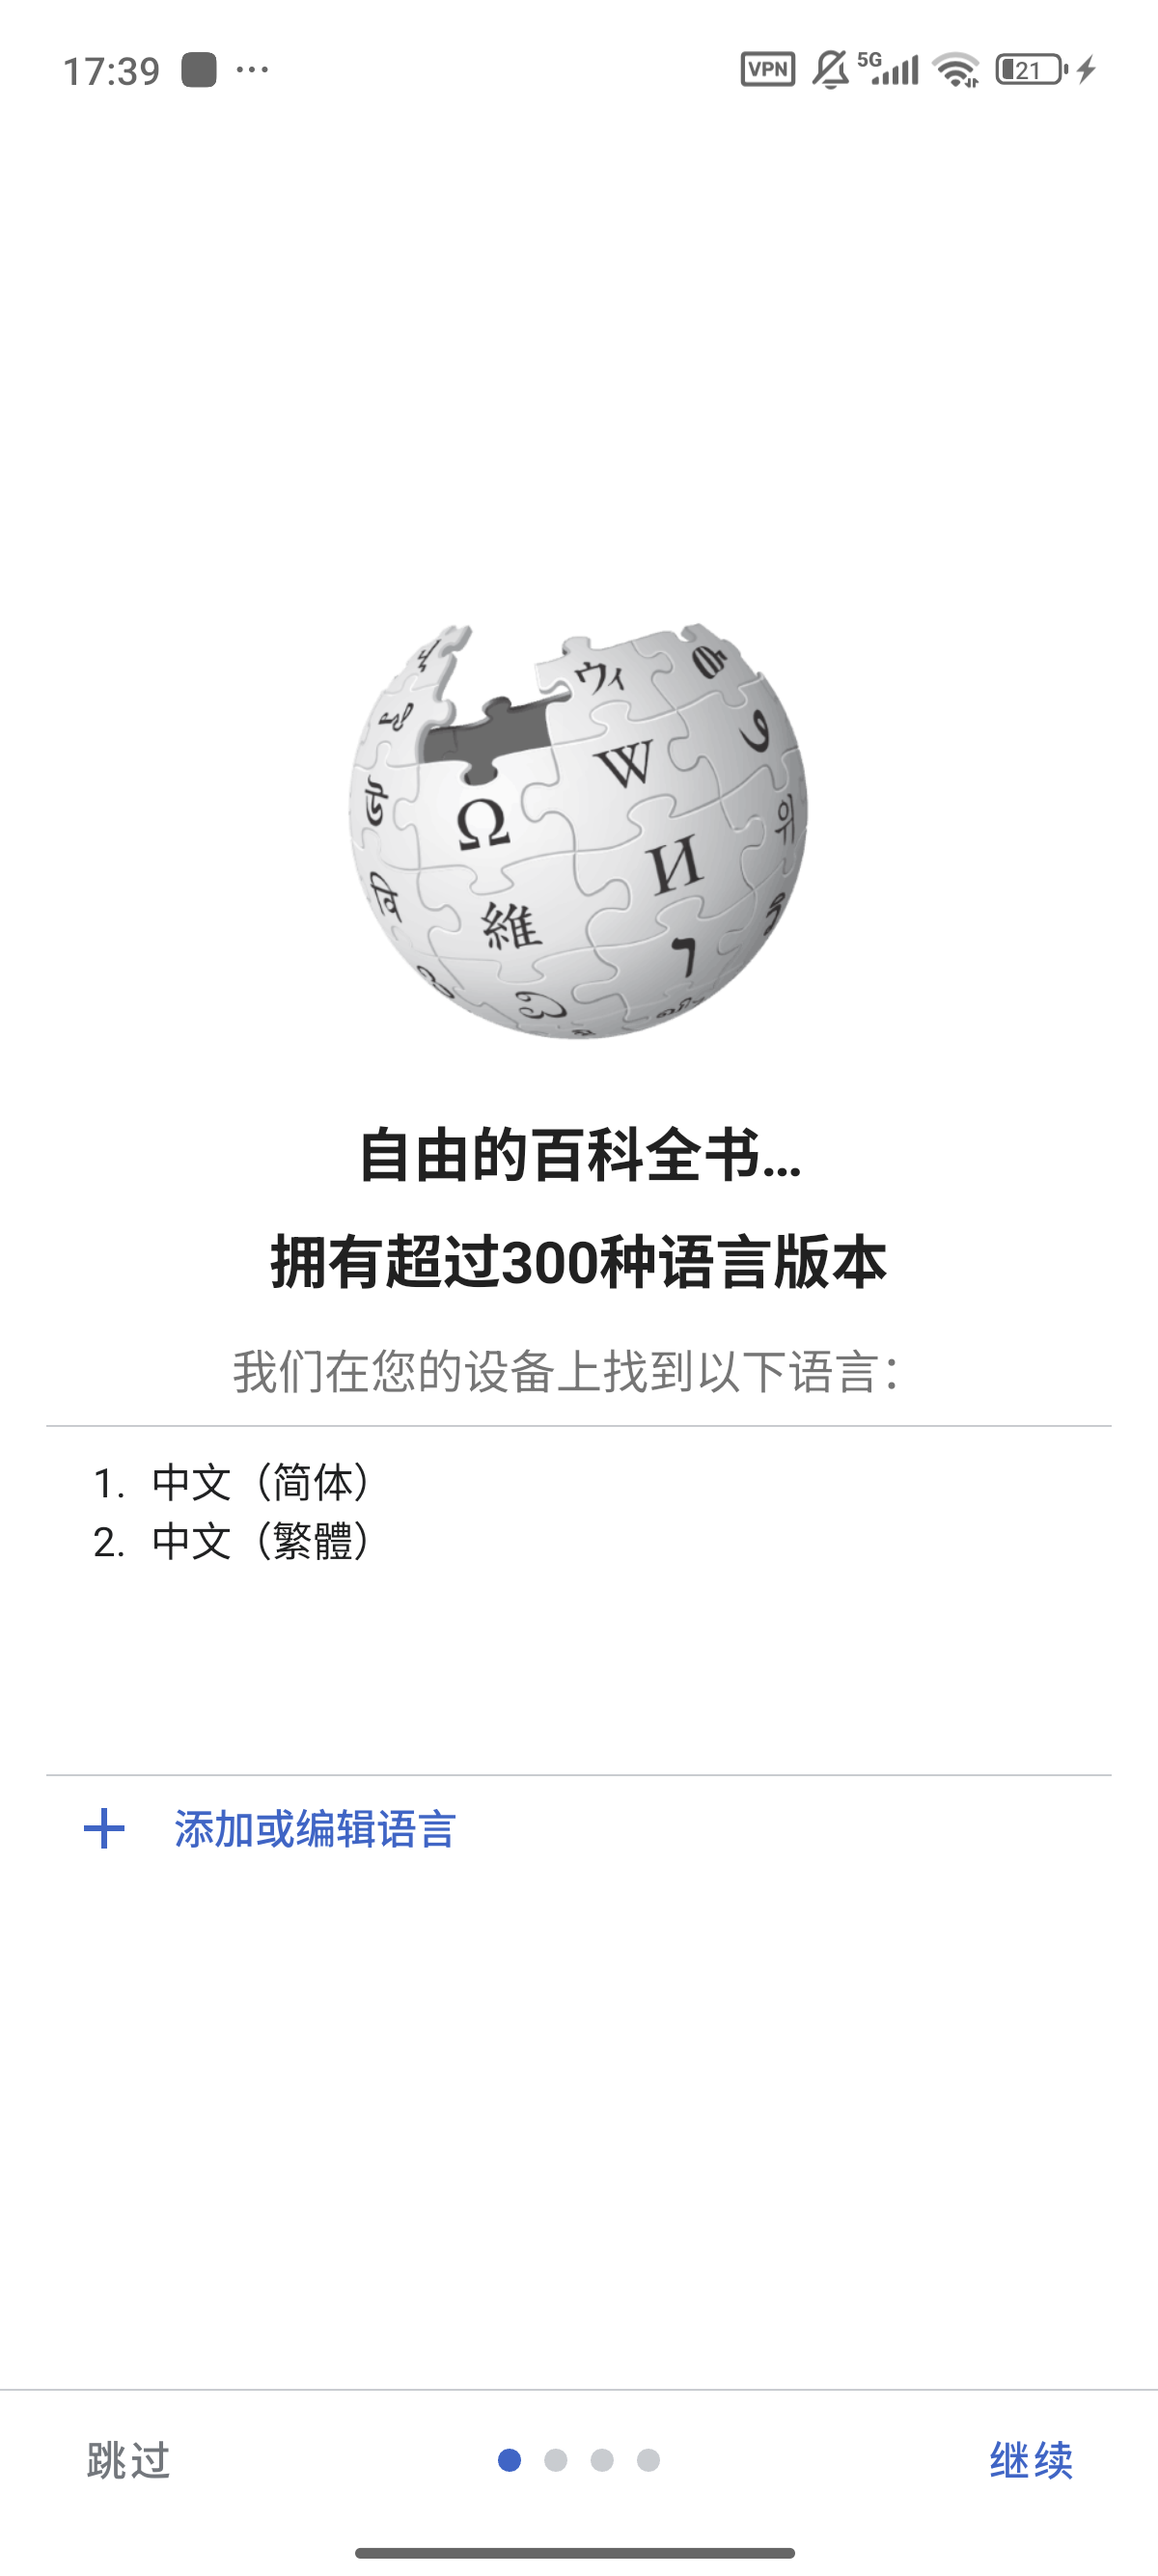 17:39
VPN 5G 21
ウィ
W
Ω
И
위
維
वि
自由的百科全书…
拥有超过300种语言版本
我们在您的设备上找到以下语言：
1. 中文（简体）
2. 中文（繁體）
添加或编辑语言
跳过 继续